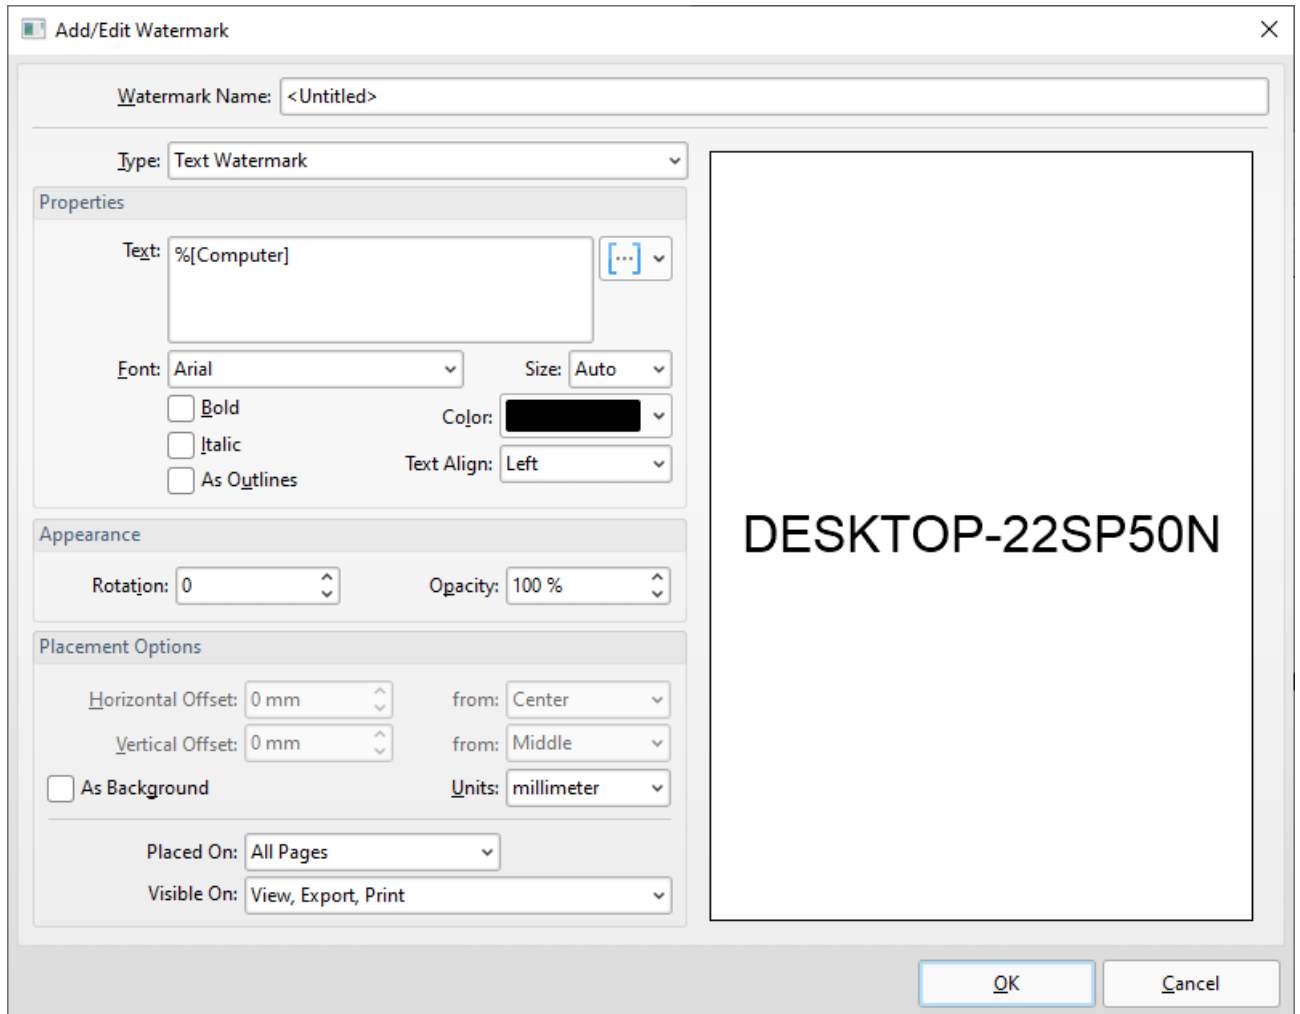 Add/Edit Watermark
Watermark Name: <Untitled>
Type: Text Watermark
Properties
Text: %[Computer]
[...]
Font: Arial Size: Auto
Bold
Color:
Italic
Text Align: Left
As Outlines
DESKTOP-22SP50N
Appearance
Rotation: 0 Opacity: 100 %
Placement Options
Horizontal Offset: 0 mm from: Center
Vertical Offset: 0 mm from: Middle
As Background Units: millimeter
Placed On: All Pages
Visible On: View, Export, Print
OK Cancel